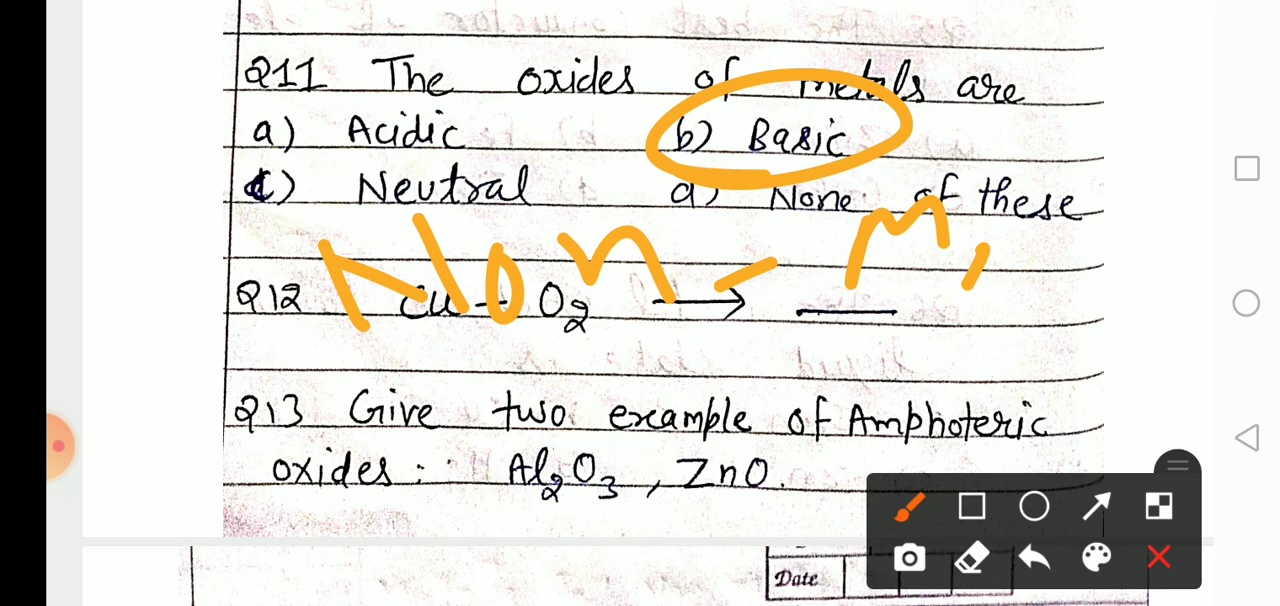 Q11 The oxides of metals are
a) Acidic b) Basic
c) Neutral d) None of these
Non - M,
Q12 Cu + O2 → ____
Q13 Give two example of Amphoteric
oxides: Al2O3, ZnO.
Date